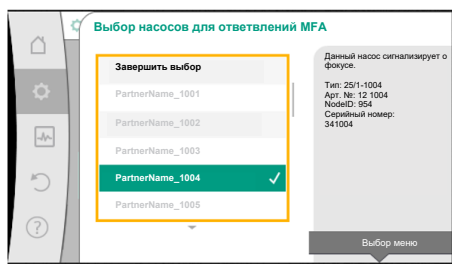 Выбор насосов для ответвлений MFA
Завершить выбор
PartnerName_1001
PartnerName_1002
PartnerName_1003
PartnerName_1004
PartnerName_1005
Данный насос сигнализирует о
фокусе.
Тип: 25/1-1004
Арт. №: 12 1004
NodeID: 954
Серийный номер:
341004
Выбор меню